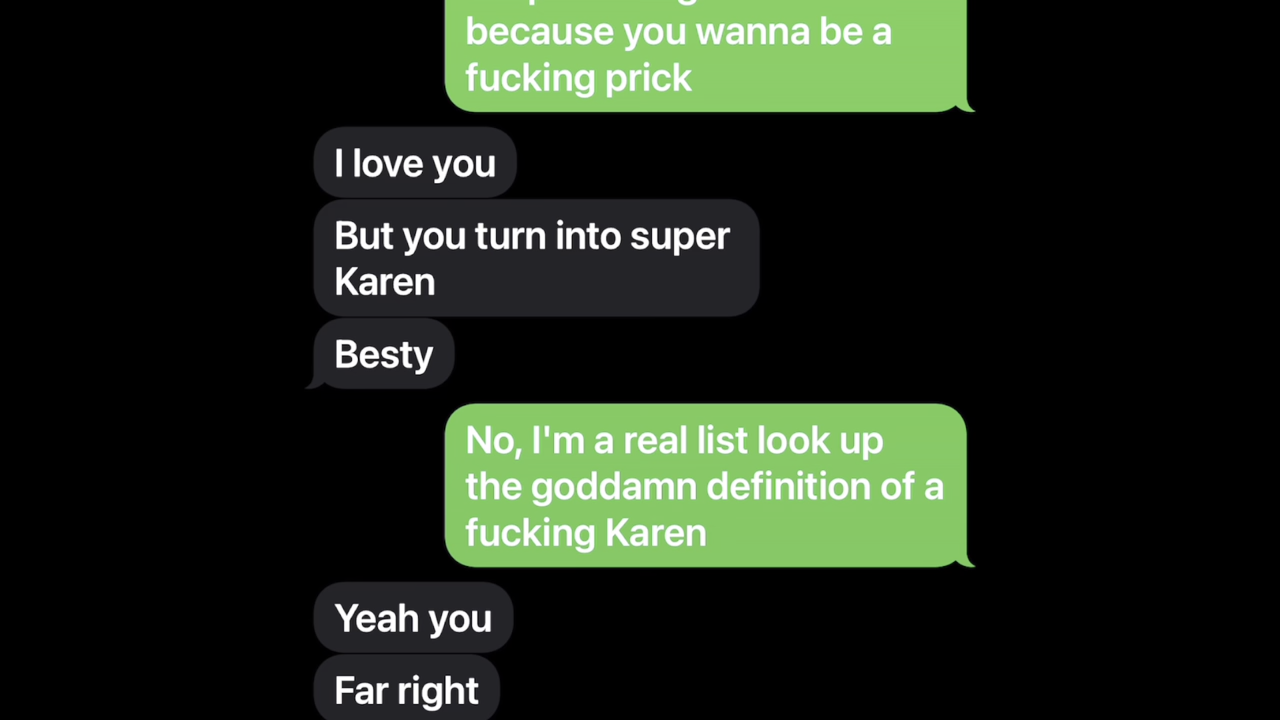 because you wanna be a
fucking prick
I love you
But you turn into super
Karen
Besty
No, I'm a real list look up
the goddamn definition of a
fucking Karen
Yeah you
Far right